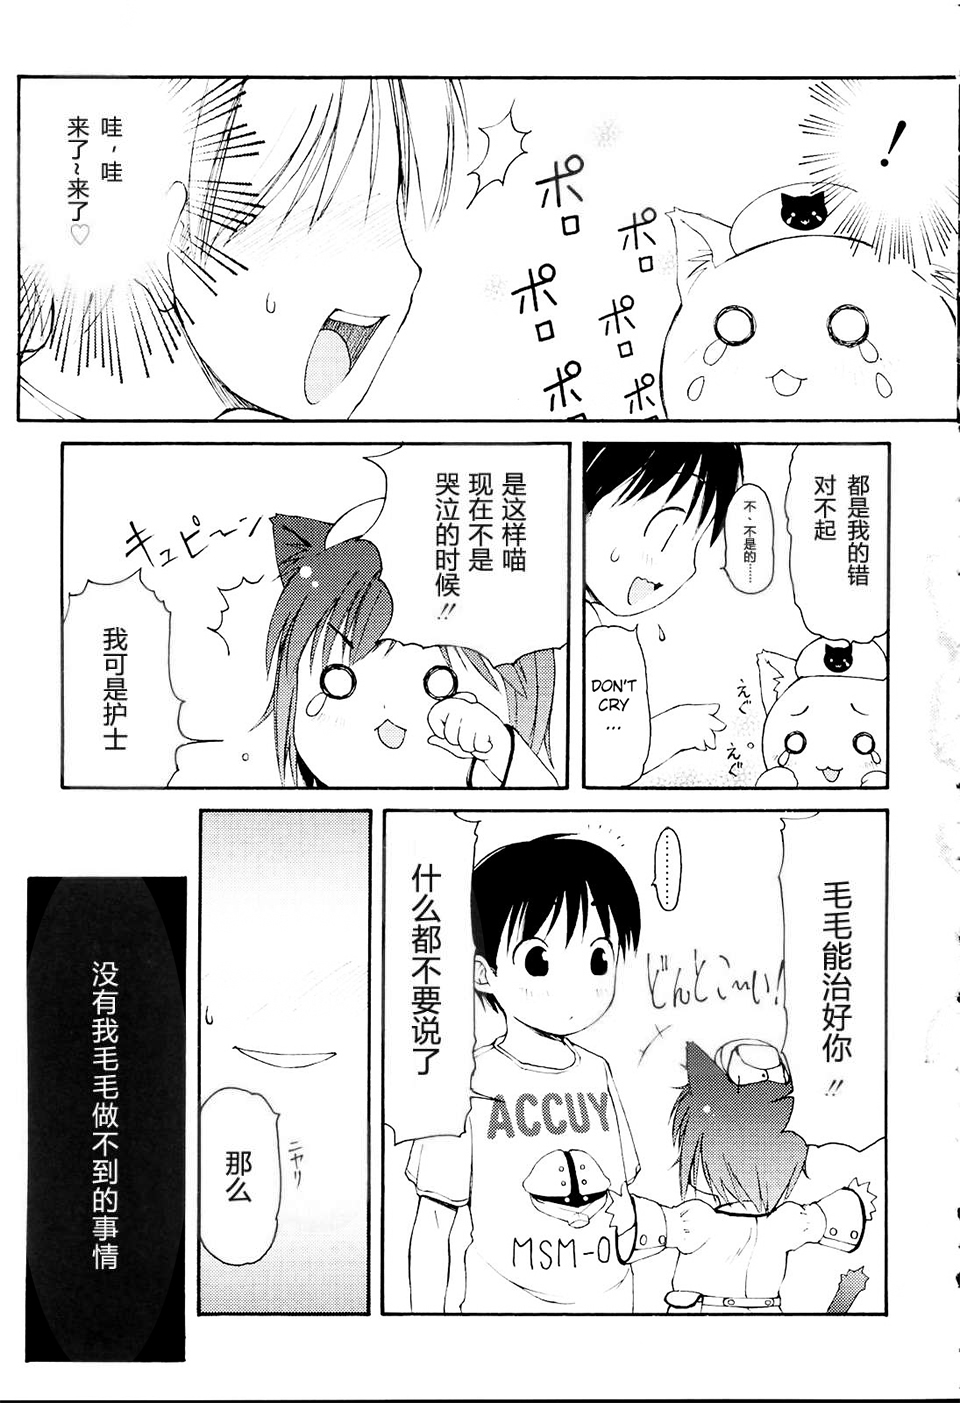 ！
ポロ
ポロ
ポロ
ポロ
ポ
ポ
哇，哇
来了~来了♡
都是我的错
对不起
不、不是的……
DON'T
CRY
...
えぐ
えぐ
是这样喵
现在不是
哭泣的时候!!
キュピーン
我可是护士
毛毛能治好你!!
………
どんとこーい!
什么都不要说了
ACCUY
MSM-0
那么
ニヤリ
没有我毛毛做不到的事情